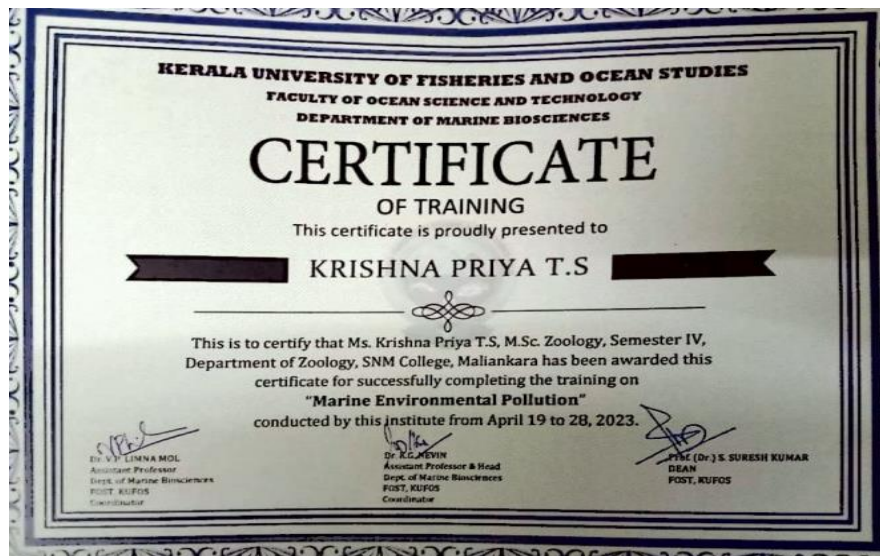 KERALA UNIVERSITY OF FISHERIES AND OCEAN STUDIES
FACULTY OF OCEAN SCIENCE AND TECHNOLOGY
DEPARTMENT OF MARINE BIOSCIENCES
CERTIFICATE
OF TRAINING
This certificate is proudly presented to
KRISHNA PRIYA T.S
This is to certify that Ms. Krishna Priya T.S, M.Sc. Zoology, Semester IV,
Department of Zoology, SNM College, Maliankara has been awarded this
certificate for successfully completing the training on
"Marine Environmental Pollution"
conducted by this institute from April 19 to 28, 2023.
Dr. V.P. LIMNA MOL
Assistant Professor
Dept. of Marine Biosciences
FOST, KUFOS
Coordinator
Dr. K.G. NEVIN
Assistant Professor & Head
Dept. of Marine Biosciences
FOST, KUFOS
Coordinator
Prof. (Dr.) S. SURESH KUMAR
DEAN
FOST, KUFOS